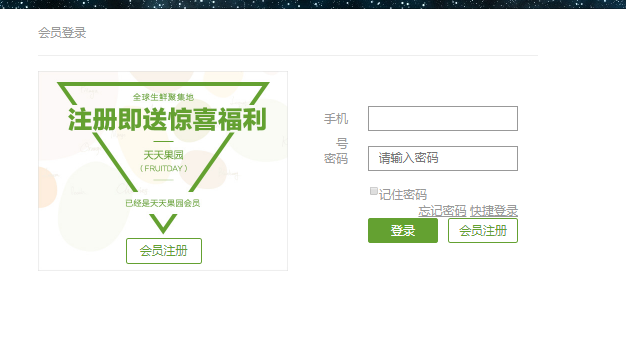 会员登录
全球生鲜聚集地
注册即送惊喜福利
天天果园
( FRUITDAY )
已经是天天果园会员
会员注册
手机
号
密码
请输入密码
记住密码
忘记密码 快捷登录
登录
会员注册